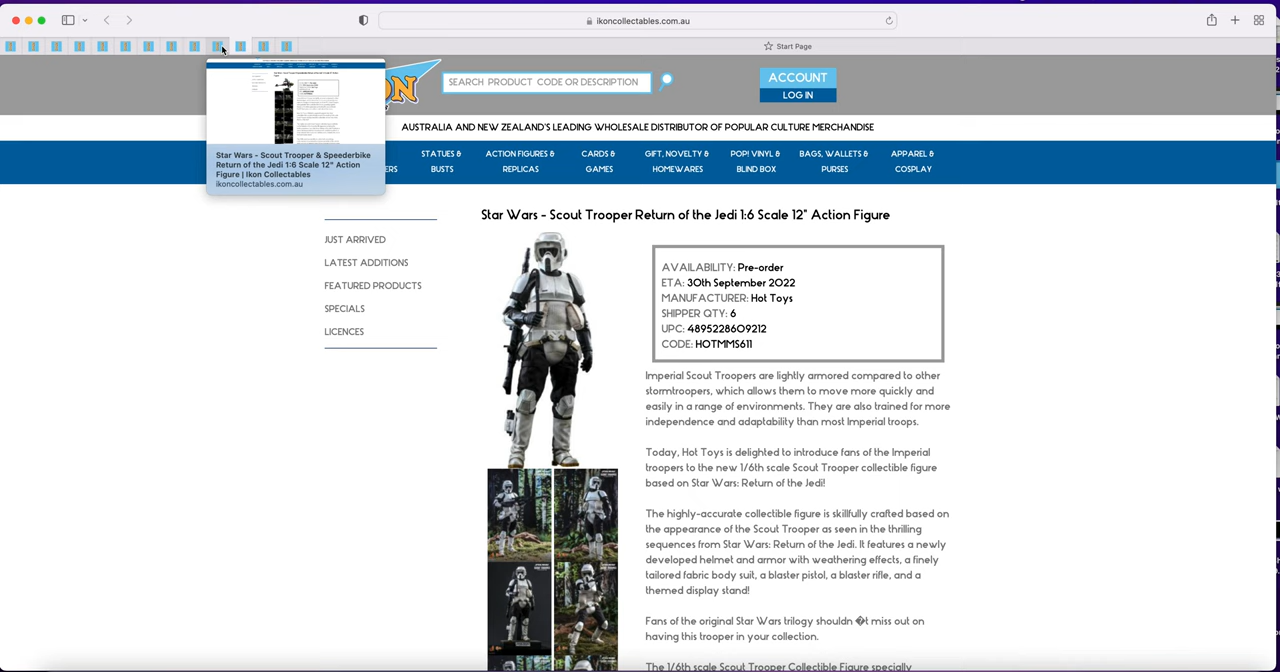 ikoncollectables.com.au
Start Page
SEARCH PRODUCT CODE OR DESCRIPTION
ACCOUNT
LOG IN
AUSTRALIA AND NEW ZEALAND'S LEADING WHOLESALE DISTRIBUTOR OF POPULAR CULTURE MERCHANDISE
STATUES &
BUSTS
ACTION FIGURES &
REPLICAS
CARDS &
GAMES
GIFT, NOVELTY &
HOMEWARES
POP! VINYL &
BLIND BOX
BAGS, WALLETS &
PURSES
APPAREL &
COSPLAY
Star Wars - Scout Trooper & Speederbike
Return of the Jedi 1:6 Scale 12" Action
Figure | Ikon Collectables
ikoncollectables.com.au
JUST ARRIVED
LATEST ADDITIONS
FEATURED PRODUCTS
SPECIALS
LICENCES
Star Wars - Scout Trooper Return of the Jedi 1:6 Scale 12" Action Figure
AVAILABILITY: Pre-order
ETA: 30th September 2022
MANUFACTURER: Hot Toys
SHIPPER QTY: 6
UPC: 4895228609212
CODE: HOTMMS611
Imperial Scout Troopers are lightly armored compared to other
stormtroopers, which allows them to move more quickly and
easily in a range of environments. They are also trained for more
independence and adaptability than most Imperial troops.
Today, Hot Toys is delighted to introduce fans of the Imperial
troopers to the new 1/6th scale Scout Trooper collectible figure
based on Star Wars: Return of the Jedi!
The highly-accurate collectible figure is skillfully crafted based on
the appearance of the Scout Trooper as seen in the thrilling
sequences from Star Wars: Return of the Jedi. It features a newly
developed helmet and armor with weathering effects, a finely
tailored fabric body suit, a blaster pistol, a blaster rifle, and a
themed display stand!
Fans of the original Star Wars trilogy shouldn �t miss out on
having this trooper in your collection.
The 1/6th scale Scout Trooper Collectible Figure specially